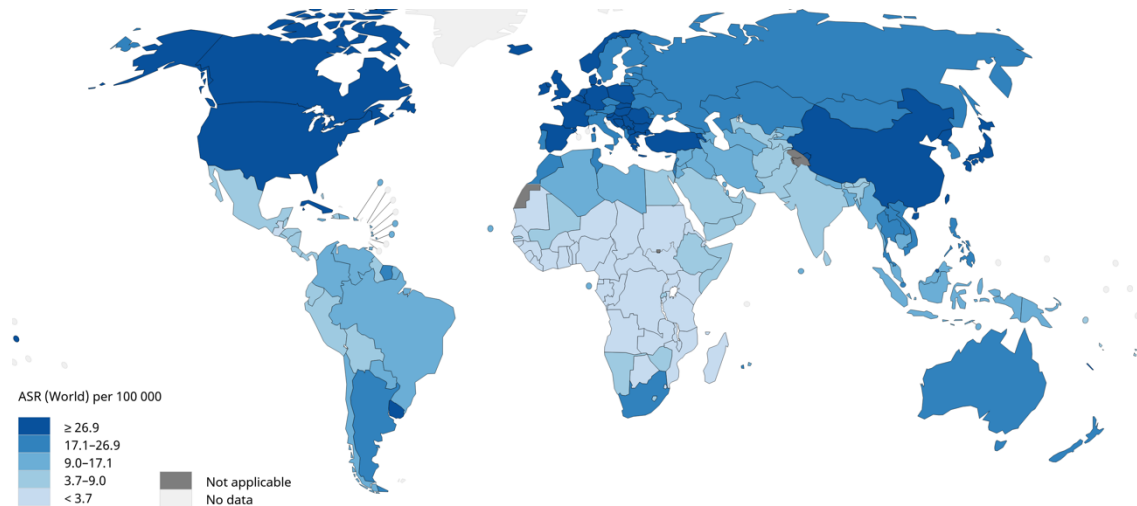 ASR (World) per 100 000
≥ 26.9
17.1–26.9
9.0–17.1
3.7–9.0
< 3.7
Not applicable
No data